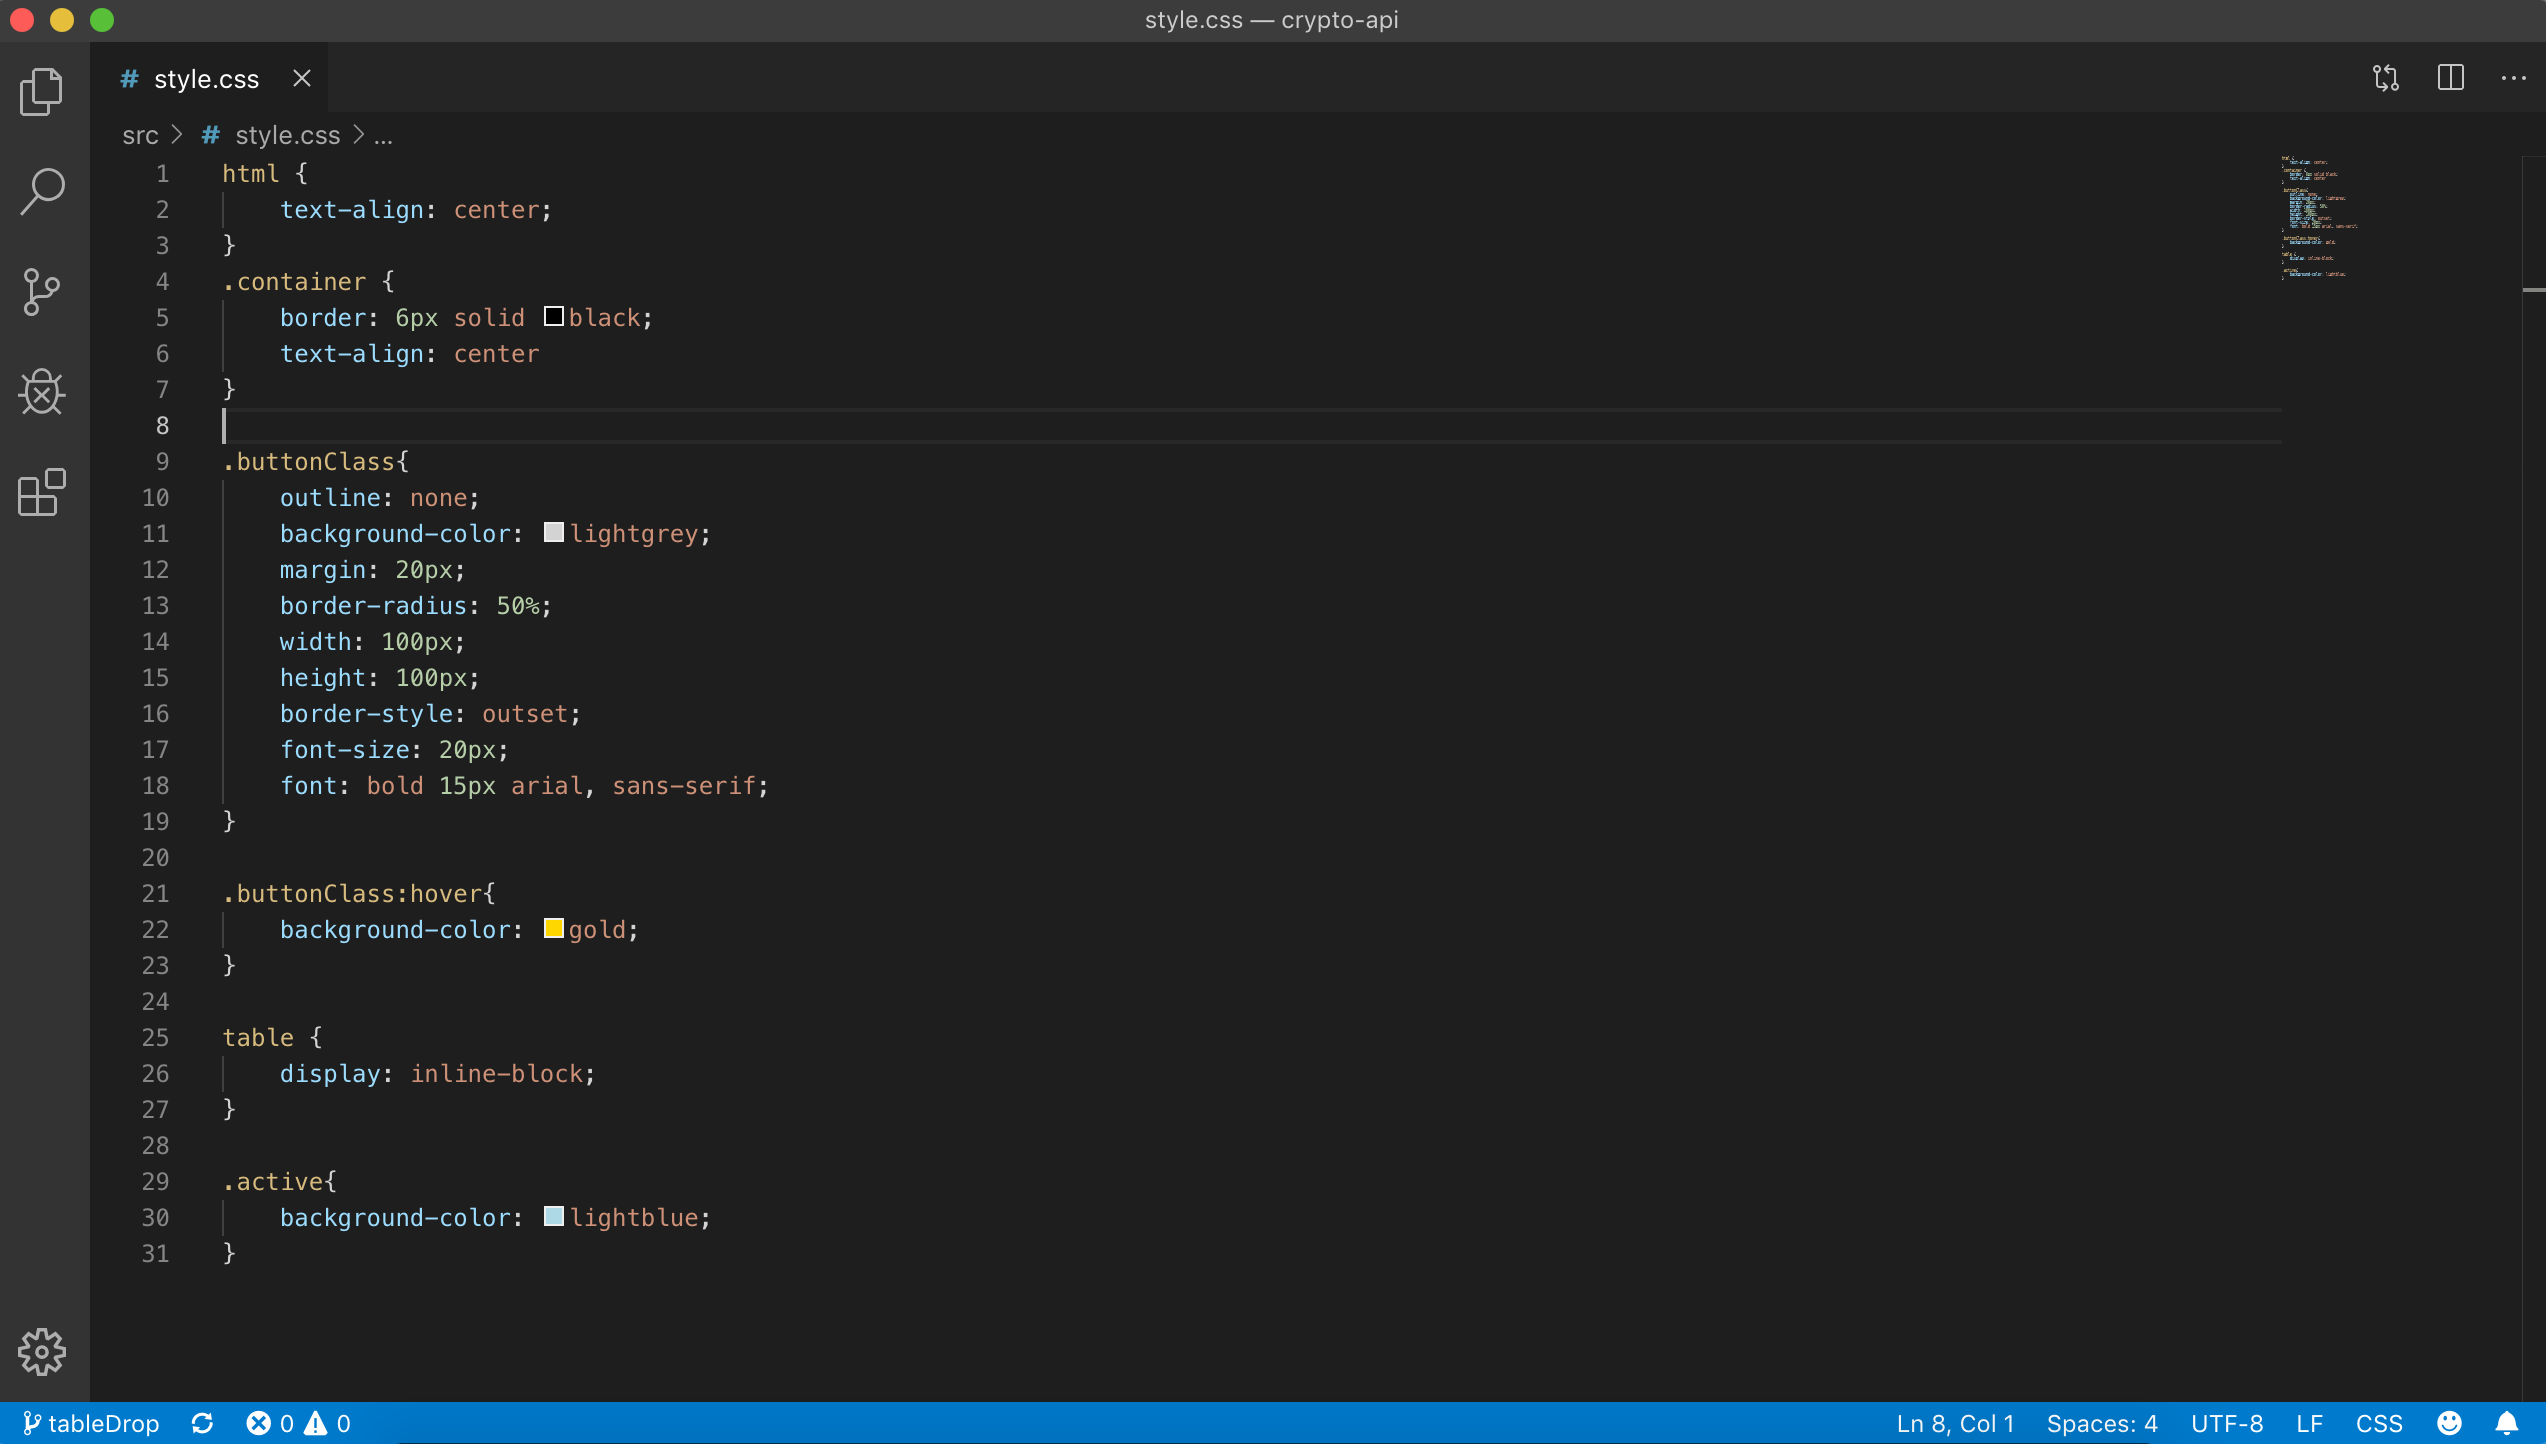 style.css — crypto-api
# style.css
src > # style.css > ...
1 html {
2     text-align: center;
3 }
4 .container {
5     border: 6px solid black;
6     text-align: center
7 }
8
9 .buttonClass{
10     outline: none;
11     background-color: lightgrey;
12     margin: 20px;
13     border-radius: 50%;
14     width: 100px;
15     height: 100px;
16     border-style: outset;
17     font-size: 20px;
18     font: bold 15px arial, sans-serif;
19 }
20
21 .buttonClass:hover{
22     background-color: gold;
23 }
24
25 table {
26     display: inline-block;
27 }
28
29 .active{
30     background-color: lightblue;
31 }
tableDrop 0 0 Ln 8, Col 1 Spaces: 4 UTF-8 LF CSS